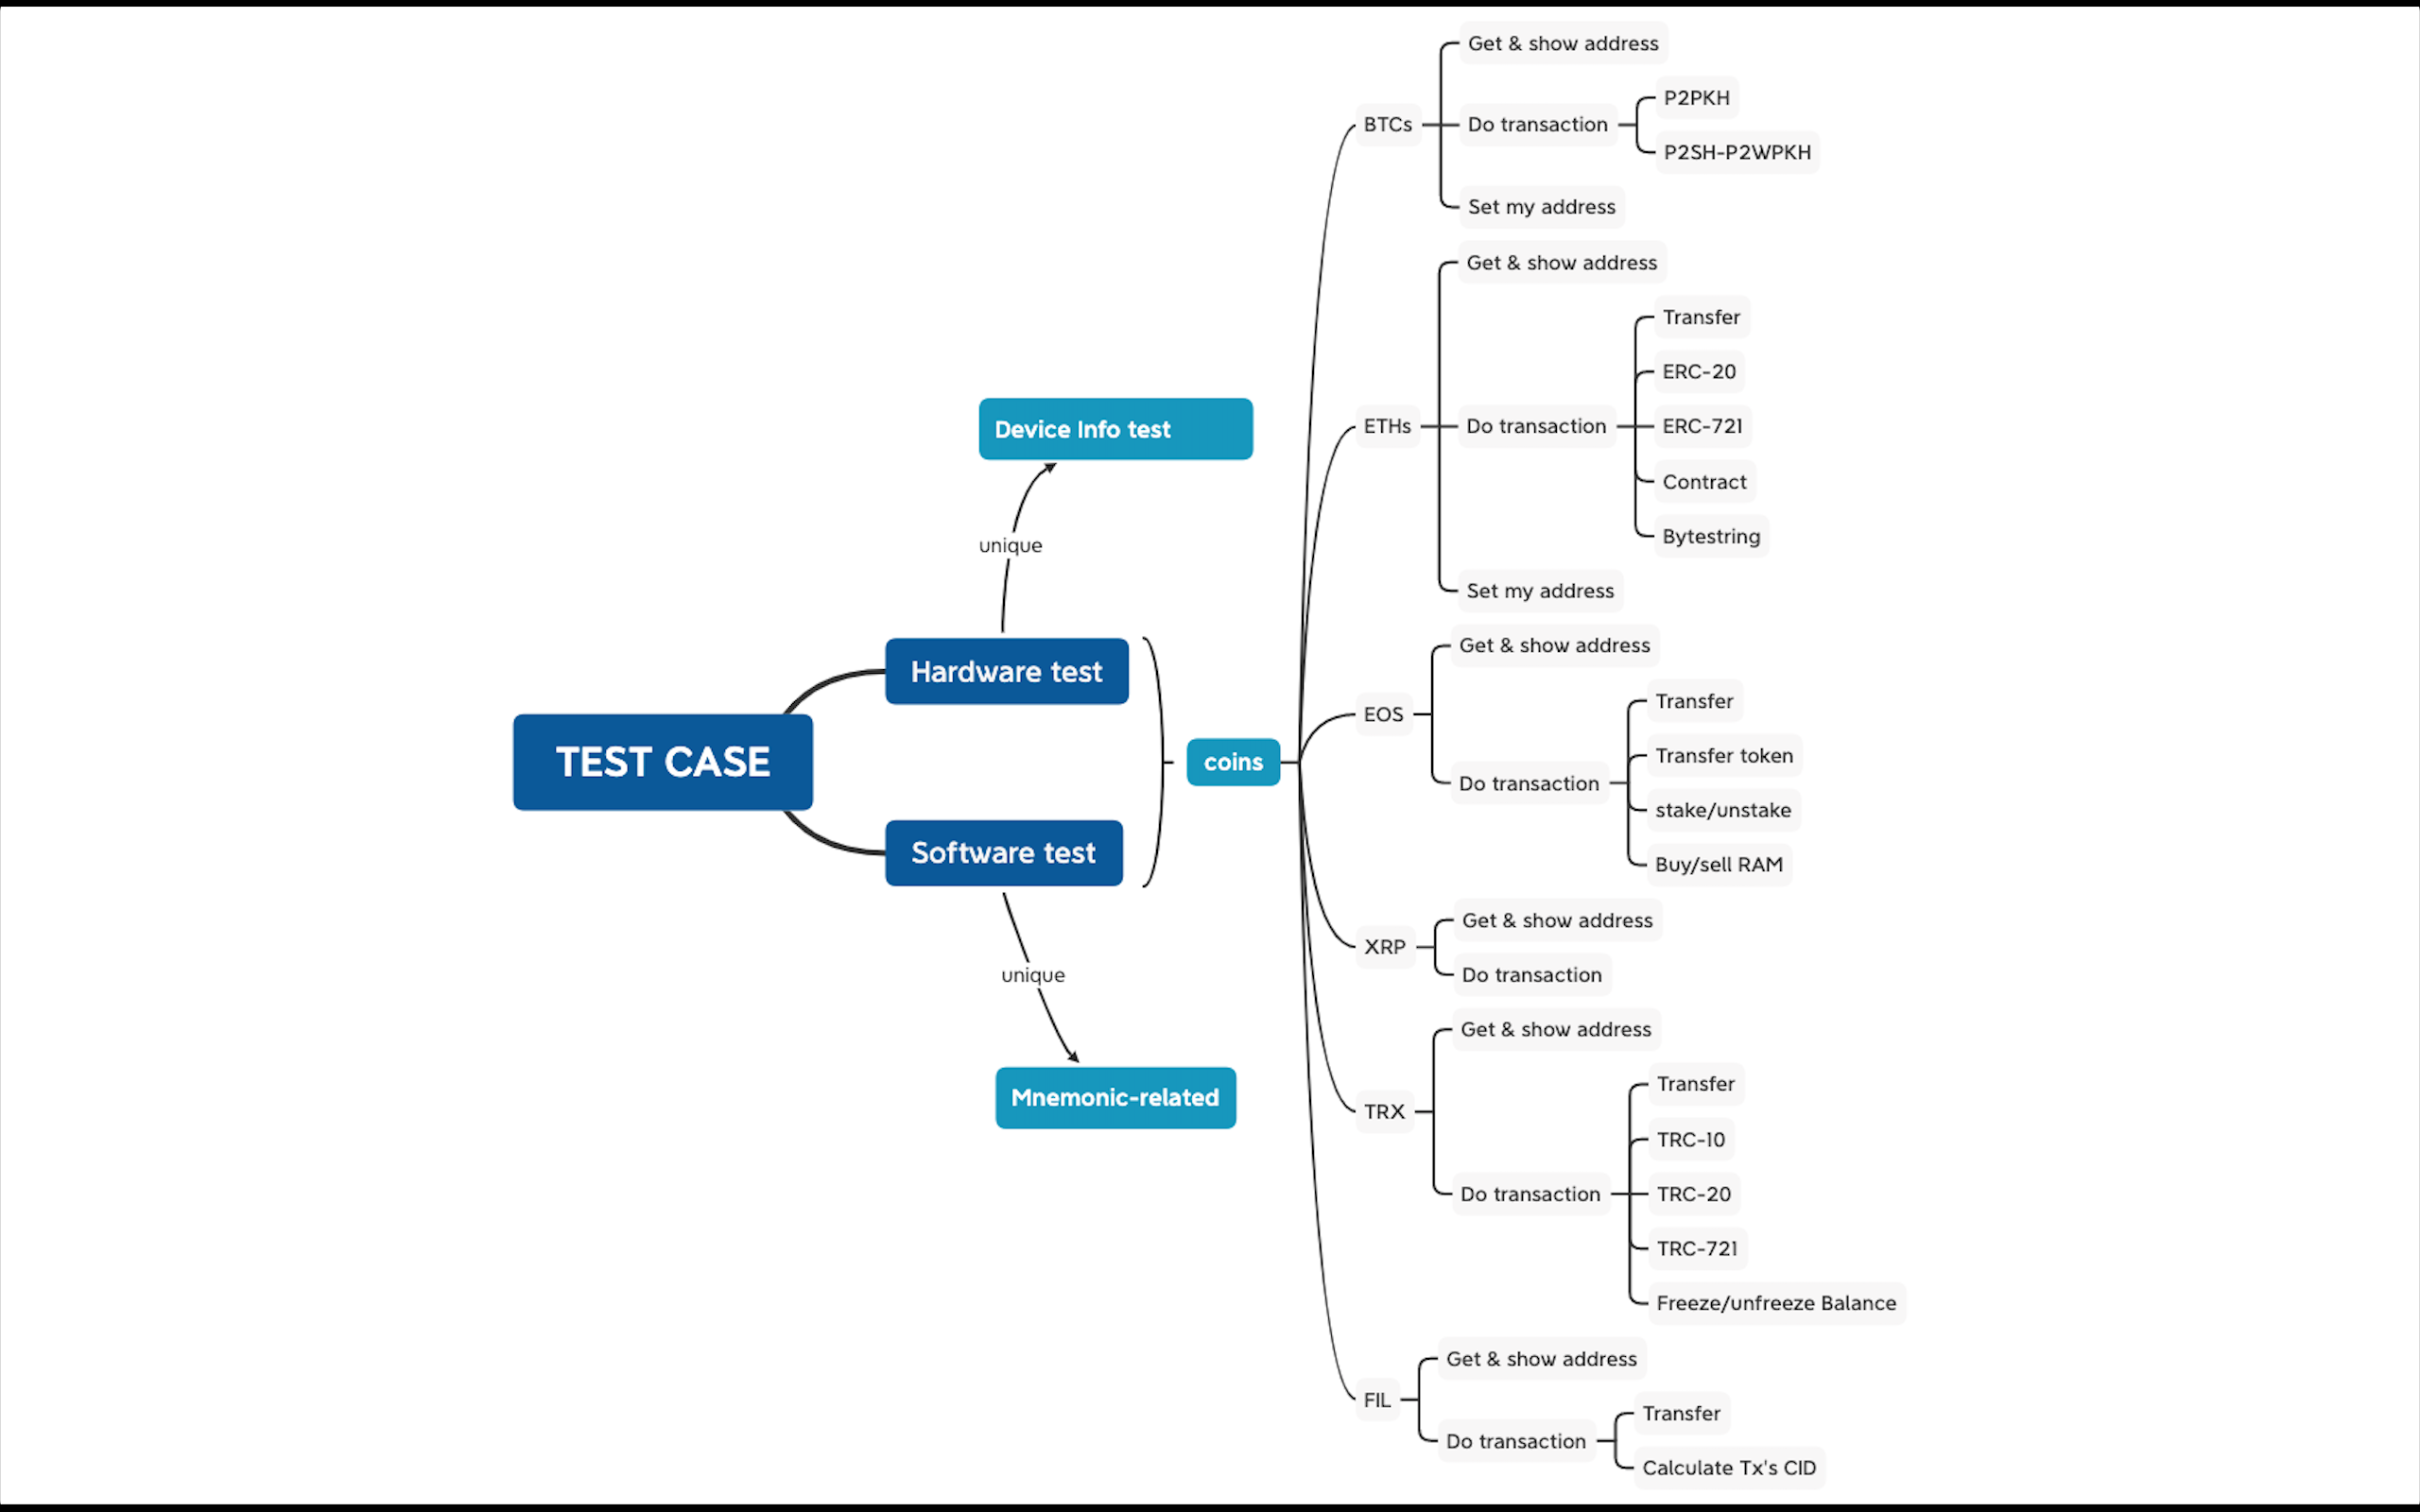 TEST CASE
Hardware test
unique
Device Info test
Software test
unique
Mnemonic-related
coins
BTCs
Get & show address
Do transaction
P2PKH
P2SH-P2WPKH
Set my address
ETHs
Get & show address
Do transaction
Transfer
ERC-20
ERC-721
Contract
Bytestring
Set my address
EOS
Get & show address
Do transaction
Transfer
Transfer token
stake/unstake
Buy/sell RAM
XRP
Get & show address
Do transaction
TRX
Get & show address
Do transaction
Transfer
TRC-10
TRC-20
TRC-721
Freeze/unfreeze Balance
FIL
Get & show address
Do transaction
Transfer
Calculate Tx's CID